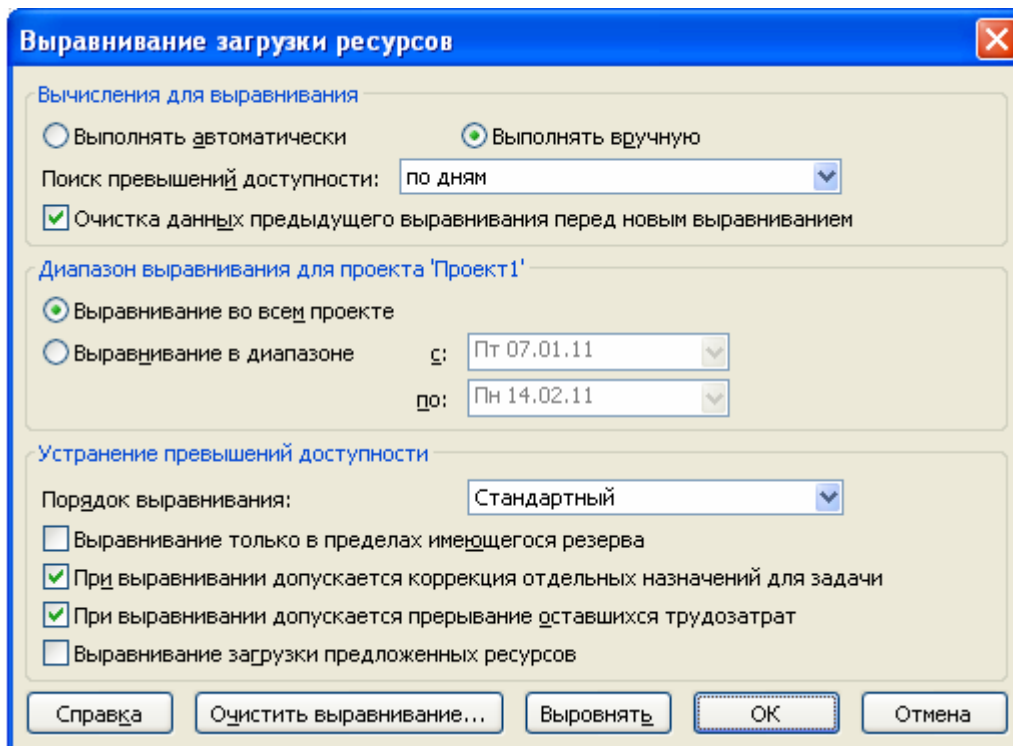 Выравнивание загрузки ресурсов
Вычисления для выравнивания
Выполнять автоматически Выполнять вручную
Поиск превышений доступности: по дням
Очистка данных предыдущего выравнивания перед новым выравниванием
Диапазон выравнивания для проекта 'Проект1'
Выравнивание во всем проекте
Выравнивание в диапазоне с: Пт 07.01.11
по: Пн 14.02.11
Устранение превышений доступности
Порядок выравнивания: Стандартный
Выравнивание только в пределах имеющегося резерва
При выравнивании допускается коррекция отдельных назначений для задачи
При выравнивании допускается прерывание оставшихся трудозатрат
Выравнивание загрузки предложенных ресурсов
Справка Очистить выравнивание... Выровнять ОК Отмена